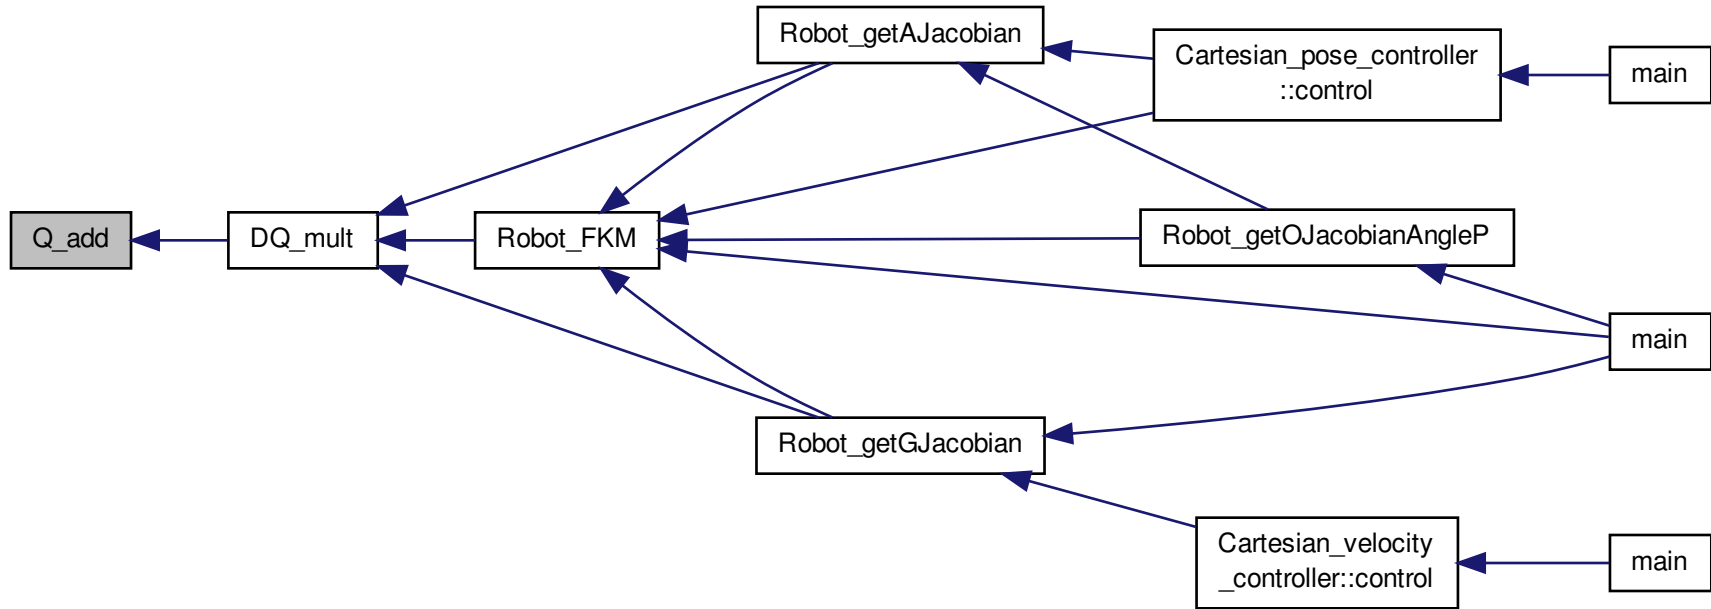 Robot_getAJacobian
Cartesian_pose_controller
::control
main
Q_add
DQ_mult
Robot_FKM
Robot_getOJacobianAngleP
main
Robot_getGJacobian
Cartesian_velocity
_controller::control
main